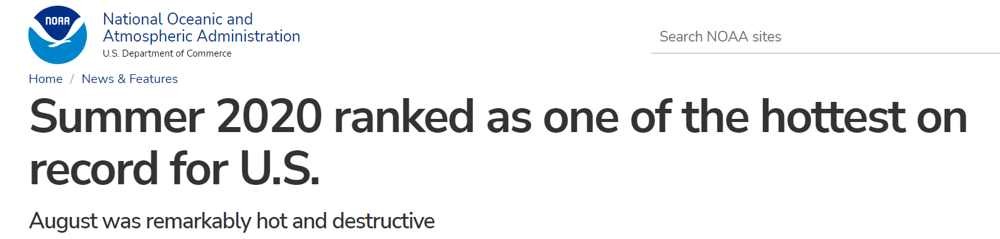 NOAA
National Oceanic and
Atmospheric Administration
U.S. Department of Commerce
Search NOAA sites
Home / News & Features
Summer 2020 ranked as one of the hottest on
record for U.S.
August was remarkably hot and destructive